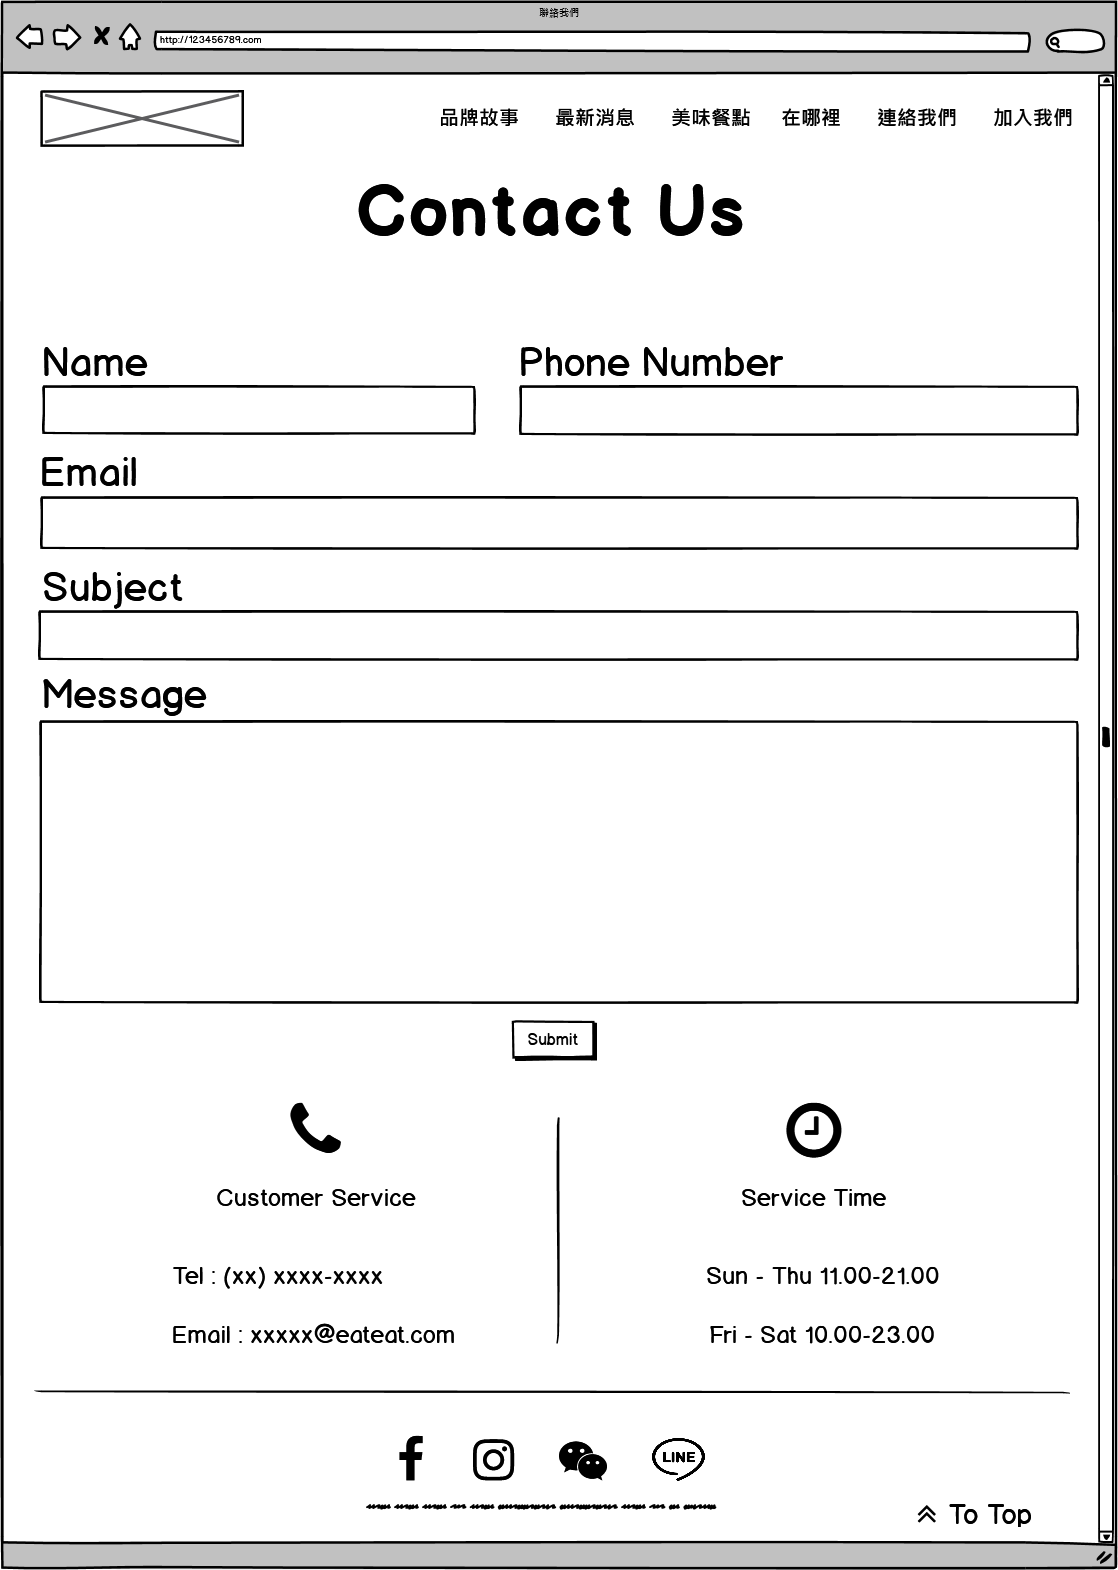 聯絡我們
http://123456789.com
品牌故事 最新消息 美味餐點 在哪裡 連絡我們 加入我們
Contact Us
Name Phone Number
Email
Subject
Message
Submit
Customer Service Service Time
Tel : (xx) xxxx-xxxx Sun - Thu 11.00-21.00
Email : xxxxx@eateat.com Fri - Sat 10.00-23.00
LINE
To Top